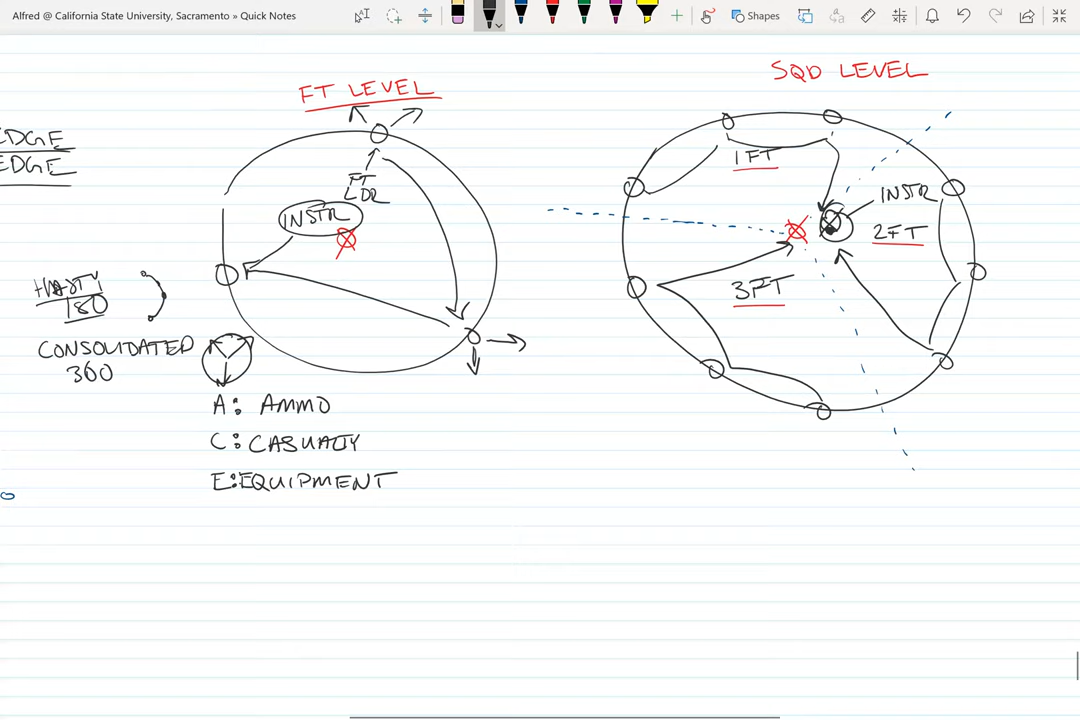 Alfred @ California State University, Sacramento » Quick Notes
Shapes
EDGE
EDGE
FT LEVEL
FT
LDR
INSTR
HASTY
180
CONSOLIDATED
360
A: AMMO
C: CASUALTY
E: EQUIPMENT
SQD LEVEL
1FT
INSTR
2FT
3FT